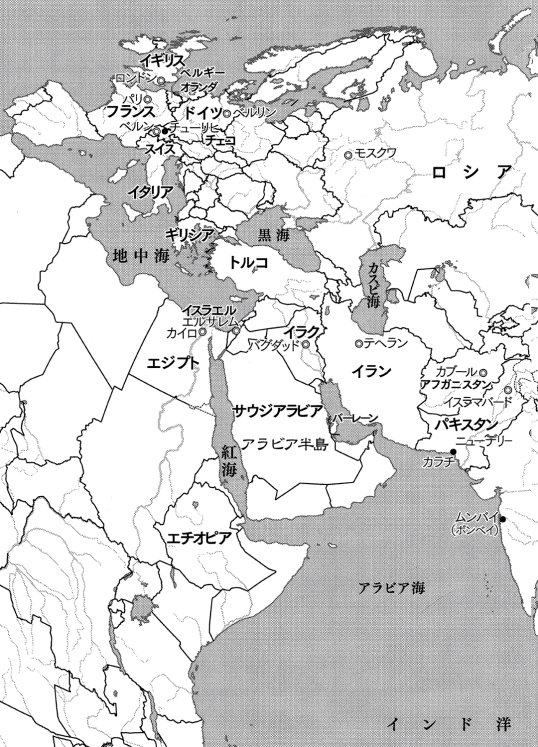 イギリス
ロンドン
ベルギー
オランダ
パリ
フランス
ドイツ
ベルリン
ベルン
チューリヒ
チェコ
スイス
モスクワ
ロシア
イタリア
ギリシア
黒海
地中海
トルコ
カスピ海
イスラエル
エルサレム
カイロ
イラク
バグダッド
テヘラン
エジプト
イラン
カブール
アフガニスタン
イスラマバード
サウジアラビア
バーレーン
パキスタン
アラビア半島
ニューデリー
紅海
カラチ
ムンバイ
(ボンベイ)
エチオピア
アラビア海
インド洋